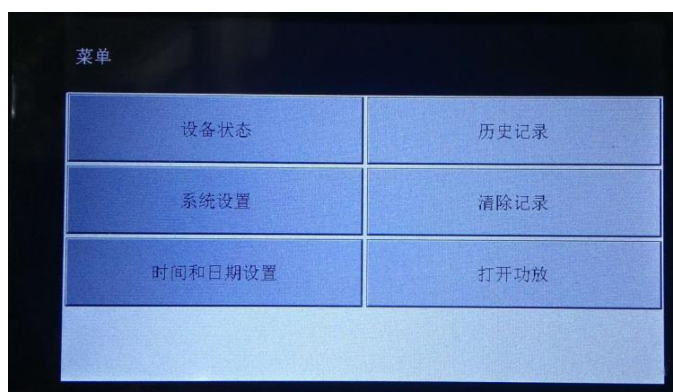 菜单
设备状态
历史记录
系统设置
清除记录
时间和日期设置
打开功放